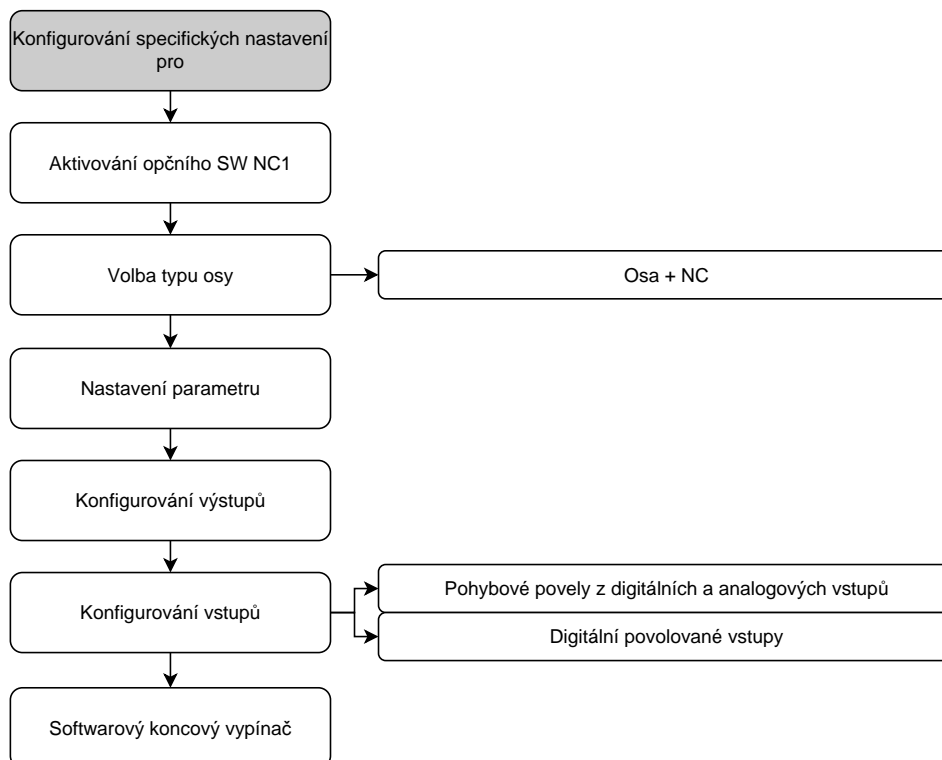 Konfigurování specifických nastavení
pro
Aktivování opčního SW NC1
Volba typu osy
Osa + NC
Nastavení parametru
Konfigurování výstupů
Konfigurování vstupů
Pohybové povely z digitálních a analogových vstupů
Digitální povolované vstupy
Softwarový koncový vypínač